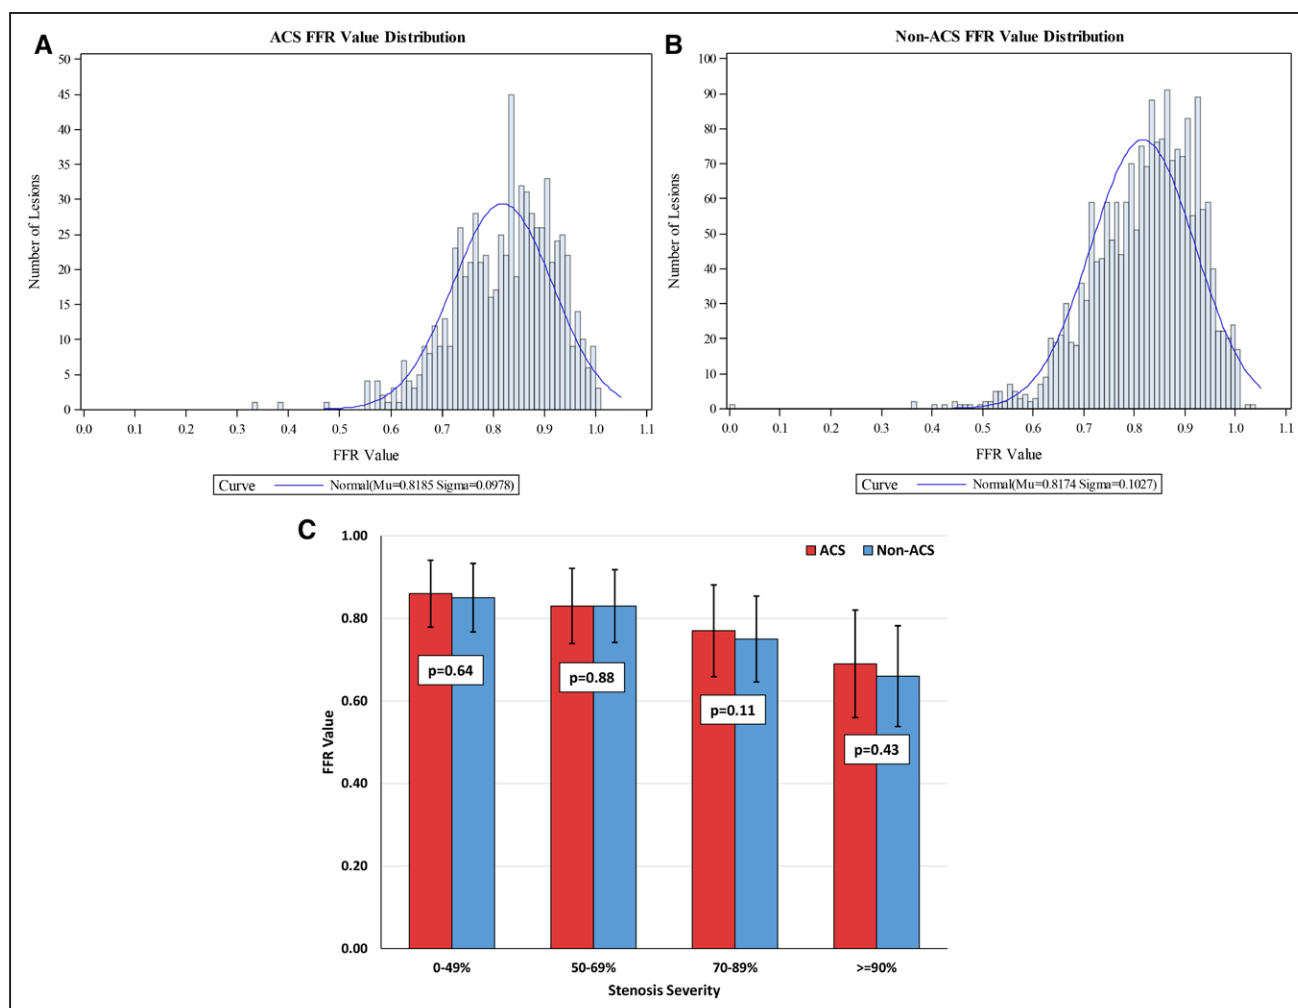 A
ACS FFR Value Distribution
50
45
40
35
30
25
20
15
10
5
0
Number of Lesions
0.0 0.1 0.2 0.3 0.4 0.5 0.6 0.7 0.8 0.9 1.0 1.1
FFR Value
Curve Normal(Mu=0.8185 Sigma=0.0978)
B
Non-ACS FFR Value Distribution
100
90
80
70
60
50
40
30
20
10
0
Number of Lesions
0.0 0.1 0.2 0.3 0.4 0.5 0.6 0.7 0.8 0.9 1.0 1.1
FFR Value
Curve Normal(Mu=0.8174 Sigma=0.1027)
C
ACS Non-ACS
1.00
0.80
0.60
0.40
0.20
0.00
FFR Value
p=0.64
p=0.88
p=0.11
p=0.43
0-49% 50-69% 70-89% >=90%
Stenosis Severity